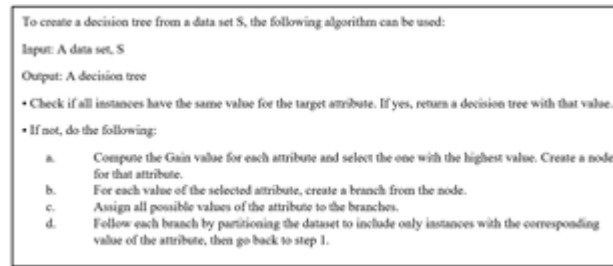 To create a decision tree from a data set S, the following algorithm can be used:
Input: A data set, S
Output: A decision tree
• Check if all instances have the same value for the target attribute. If yes, return a decision tree with that value.
• If not, do the following:
a. Compute the Gain value for each attribute and select the one with the highest value. Create a node
for that attribute.
b. For each value of the selected attribute, create a branch from the node.
c. Assign all possible values of the attribute to the branches.
d. Follow each branch by partitioning the dataset to include only instances with the corresponding
value of the attribute, then go back to step 1.